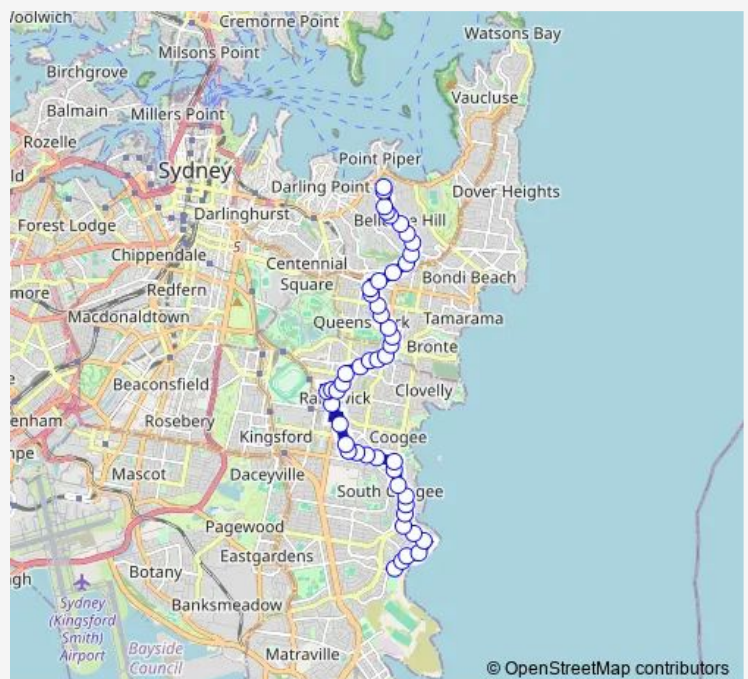 Woolwich
Cremorne Point
Watsons Bay
Milsons Point
Birchgrove
Vaucluse
Balmain
Millers Point
Rozelle
Point Piper
Sydney
Darling Point
Dover Heights
Darlinghurst
Forest Lodge
Chippendale
Centennial
Square
Bondi Beach
Redfern
Macdonaldtown
Tamarama
Bronte
Beaconsfield
Clovelly
Rosebery
Kingsford
Coogee
Mascot
Daceyville
Pagewood
Eastgardens
Botany
Banksmeadow
Sydney
(Kingsford
Smith)
Airport
Bayside
Council
Matraville
© OpenStreetMap contributors